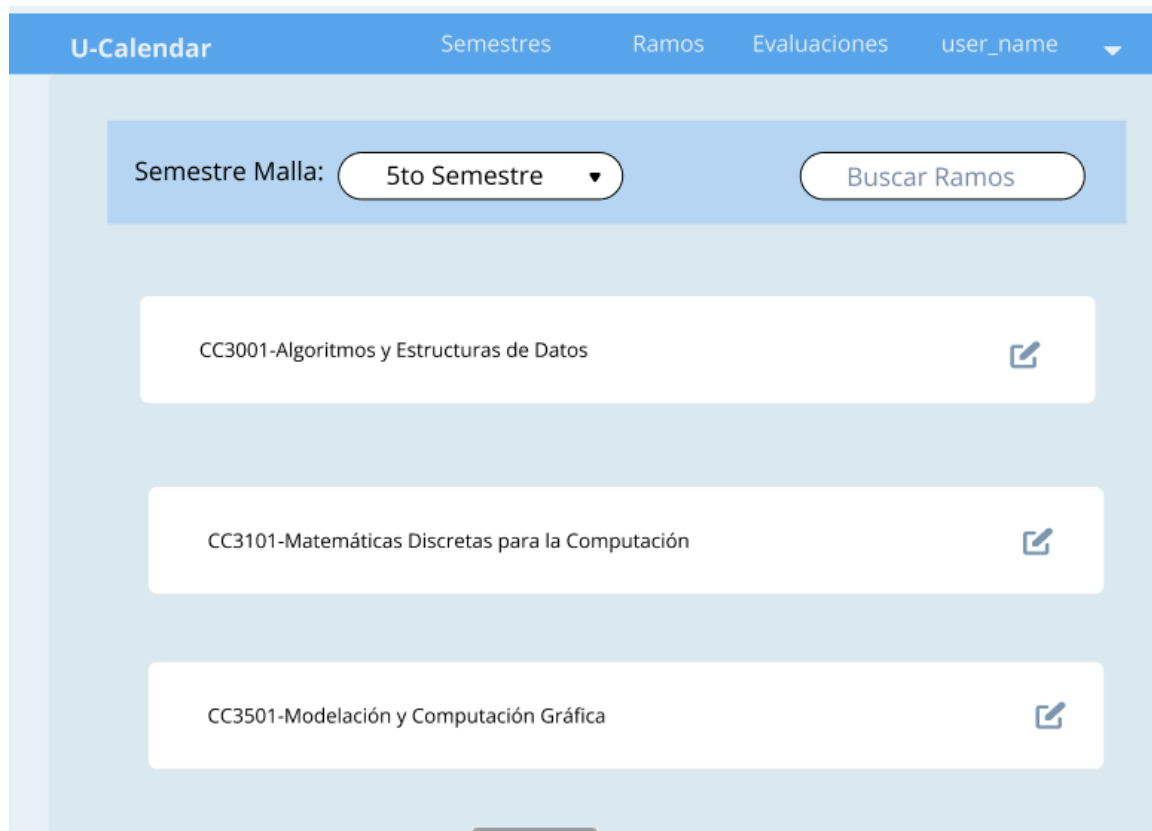 U-Calendar Semestres Ramos Evaluaciones user_name
Semestre Malla: 5to Semestre Buscar Ramos
CC3001-Algoritmos y Estructuras de Datos
CC3101-Matemáticas Discretas para la Computación
CC3501-Modelación y Computación Gráfica